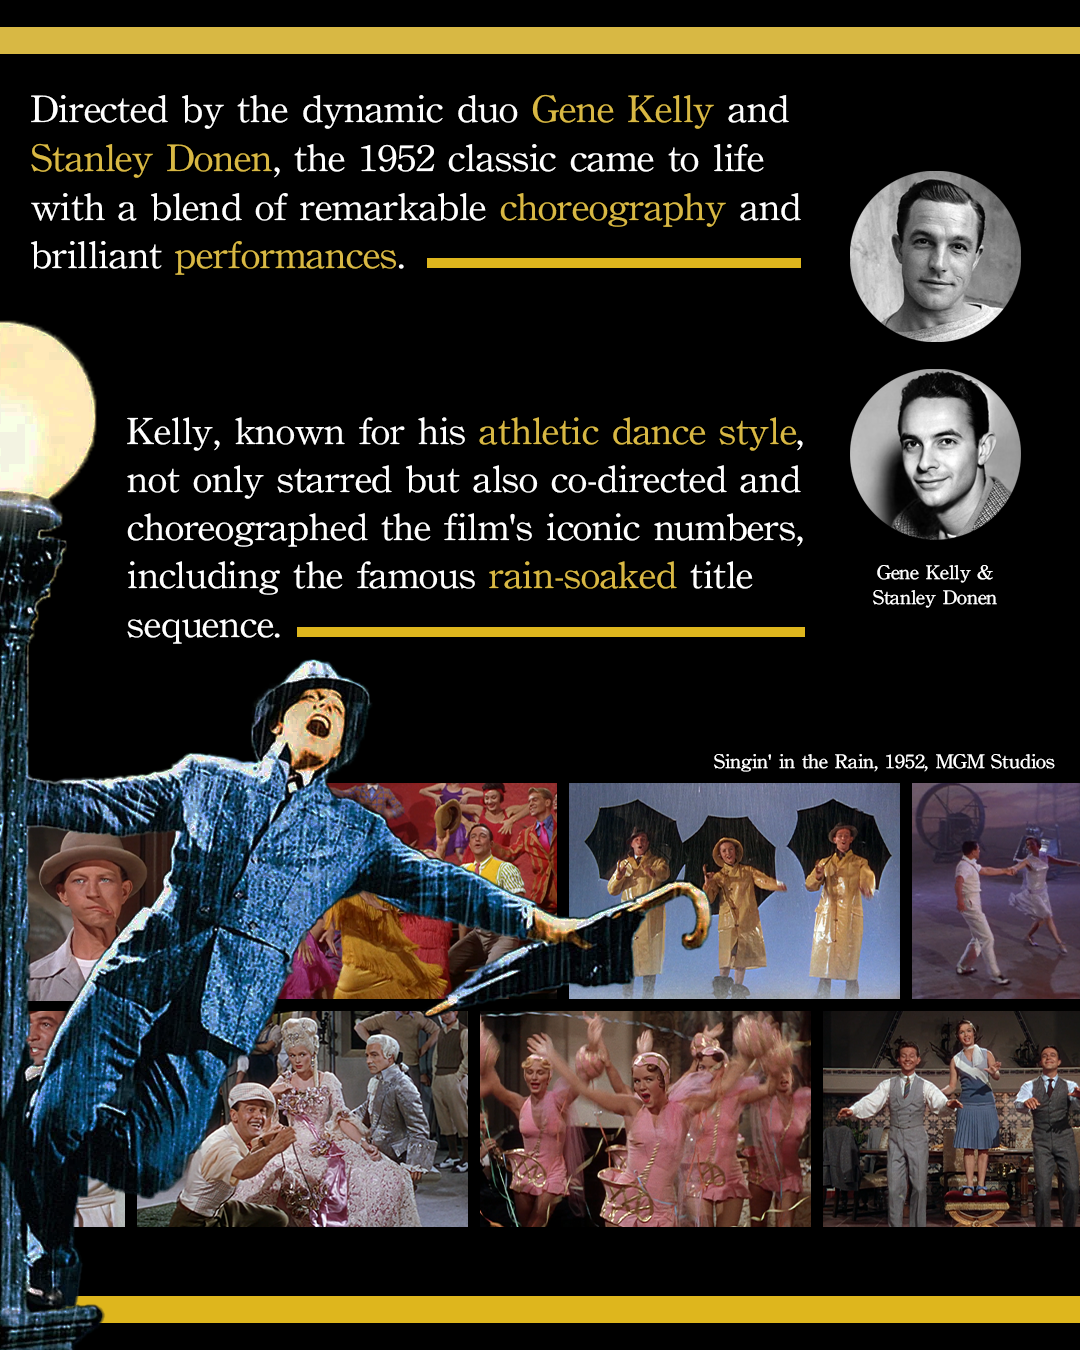 Directed by the dynamic duo Gene Kelly and
Stanley Donen, the 1952 classic came to life
with a blend of remarkable choreography and
brilliant performances.
Kelly, known for his athletic dance style,
not only starred but also co-directed and
choreographed the film's iconic numbers,
including the famous rain-soaked title
sequence.
Gene Kelly &
Stanley Donen
Singin' in the Rain, 1952, MGM Studios